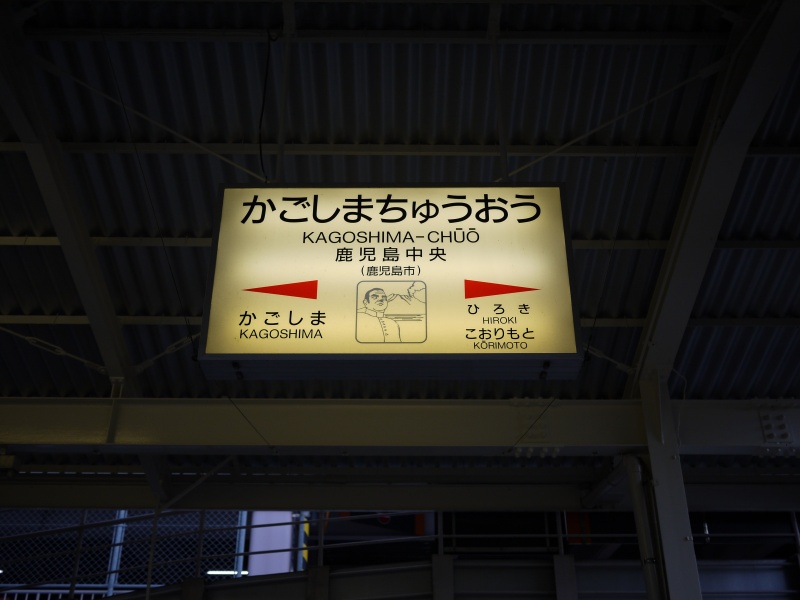 かごしまちゅうおう
KAGOSHIMA-CHŪŌ
鹿児島中央
(鹿児島市)
かごしま
KAGOSHIMA
ひろき
HIROKI
こおりもと
KŌRIMOTO